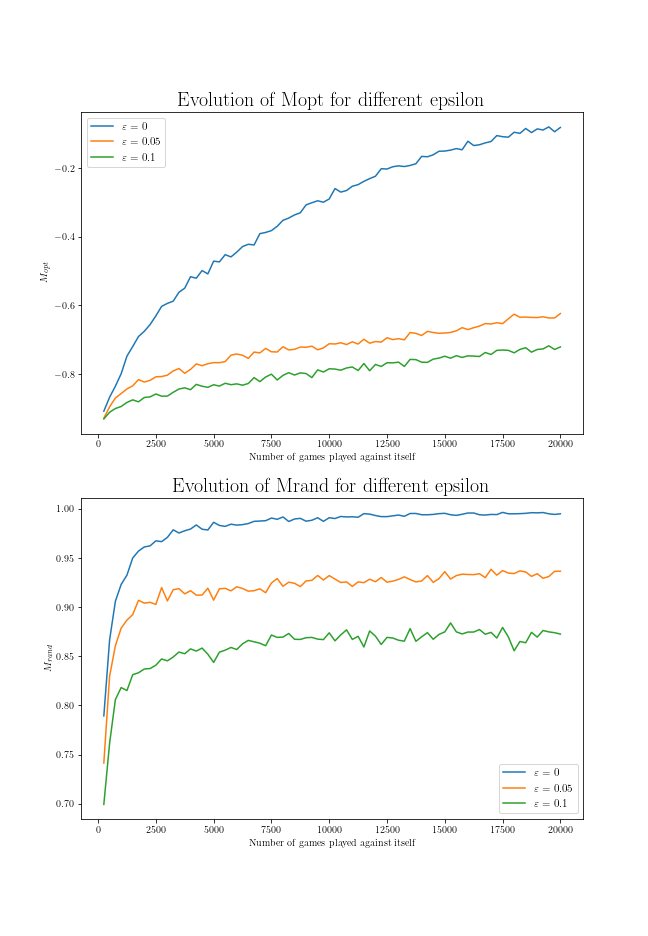 Evolution of Mopt for different epsilon
ε = 0
ε = 0.05
ε = 0.1
−0.2
−0.4
−0.6
−0.8
M_opt
0 2500 5000 7500 10000 12500 15000 17500 20000
Number of games played against itself
Evolution of Mrand for different epsilon
1.00
0.95
0.90
0.85
0.80
0.75
0.70
M_rand
ε = 0
ε = 0.05
ε = 0.1
0 2500 5000 7500 10000 12500 15000 17500 20000
Number of games played against itself